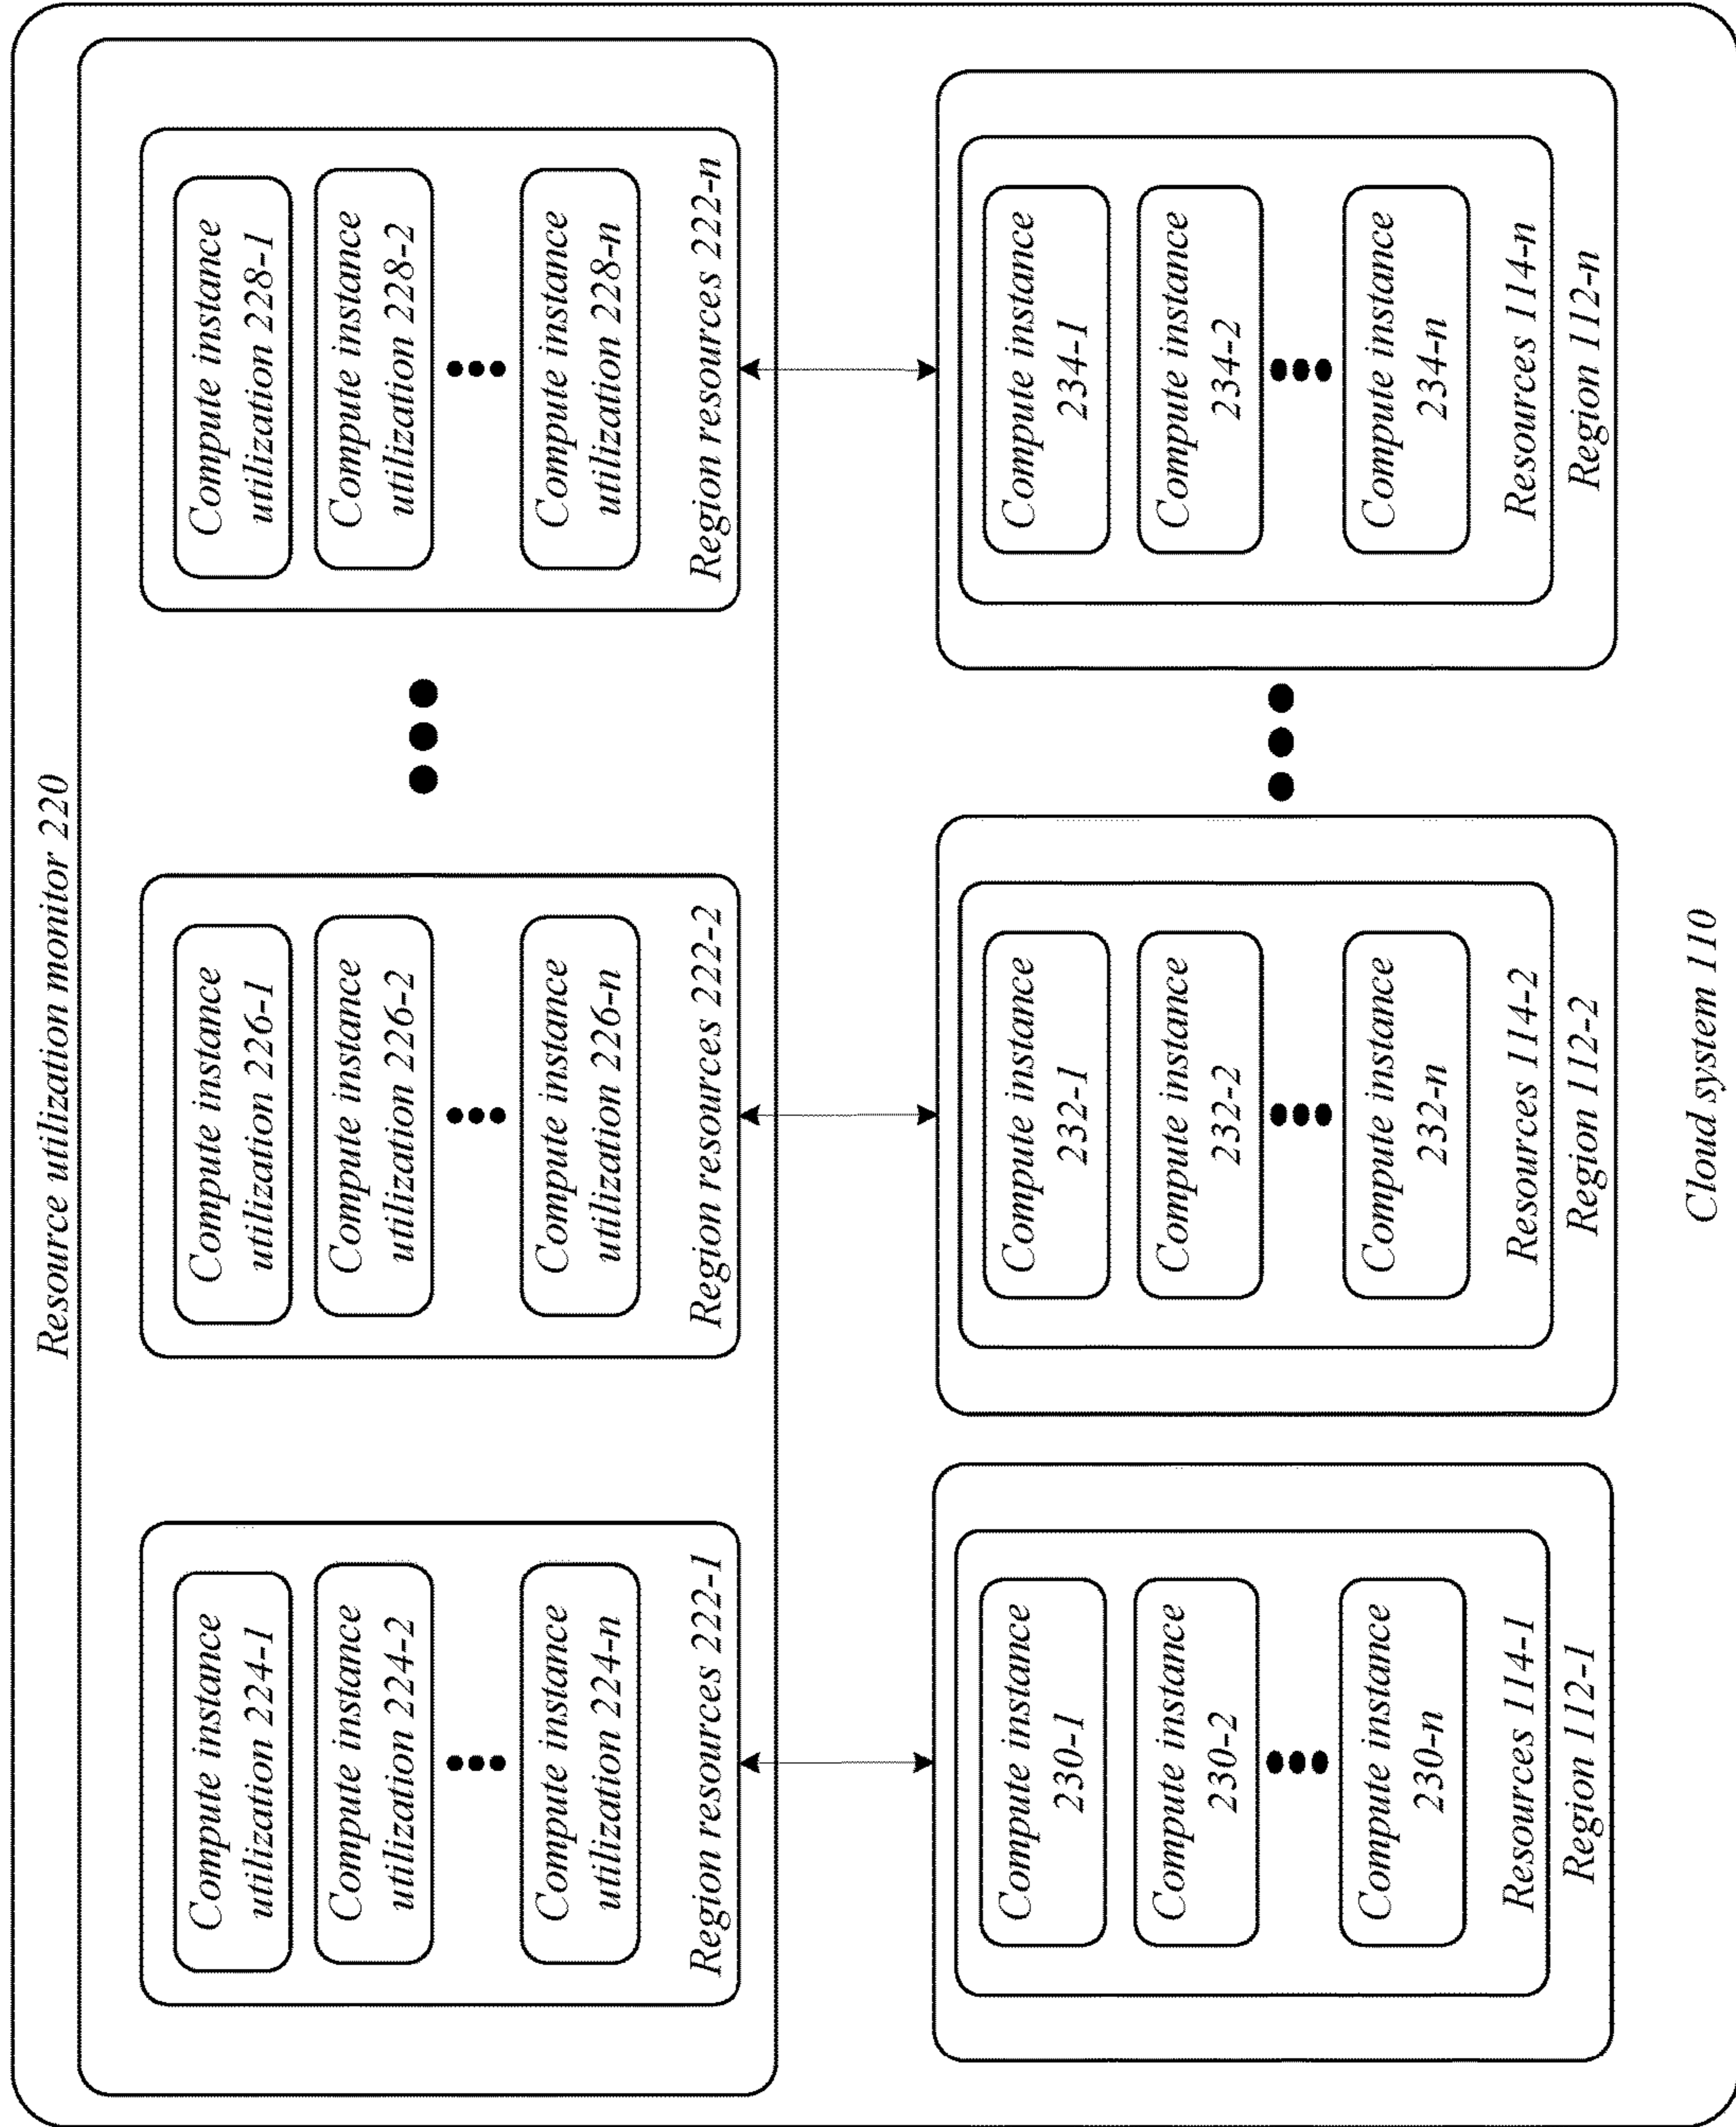 Resource utilization monitor 220
Compute instance
utilization 224-1
Compute instance
utilization 224-2
Compute instance
utilization 224-n
Region resources 222-1
Compute instance
utilization 226-1
Compute instance
utilization 226-2
Compute instance
utilization 226-n
Region resources 222-2
Compute instance
utilization 228-1
Compute instance
utilization 228-2
Compute instance
utilization 228-n
Region resources 222-n
Compute instance
230-1
Compute instance
230-2
Compute instance
230-n
Resources 114-1
Region 112-1
Compute instance
232-1
Compute instance
232-2
Compute instance
232-n
Resources 114-2
Region 112-2
Compute instance
234-1
Compute instance
234-2
Compute instance
234-n
Resources 114-n
Region 112-n
Cloud system 110